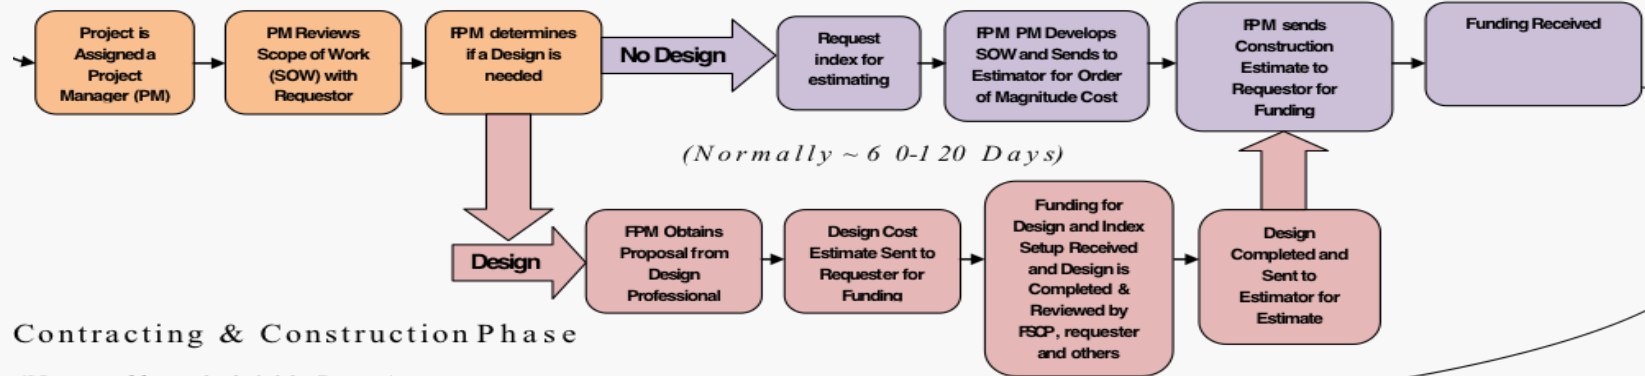 Project is
Assigned a
Project
Manager (PM)
PM Reviews
Scope of Work
(SOW) with
Requestor
FPM determines
if a Design is
needed
No Design
Request
index for
estimating
FPM PM Develops
SOW and Sends to
Estimator for Order
of Magnitude Cost
FPM sends
Construction
Estimate to
Requestor for
Funding
Funding Received
(Normally ~ 6 0-1 20 Days)
Design
FPM Obtains
Proposal from
Design
Professional
Design Cost
Estimate Sent to
Requester for
Funding
Funding for
Design and Index
Setup Received
and Design is
Completed &
Reviewed by
FSCP, requester
and others
Design
Completed and
Sent to
Estimator for
Estimate
Contracting & Construction Phase